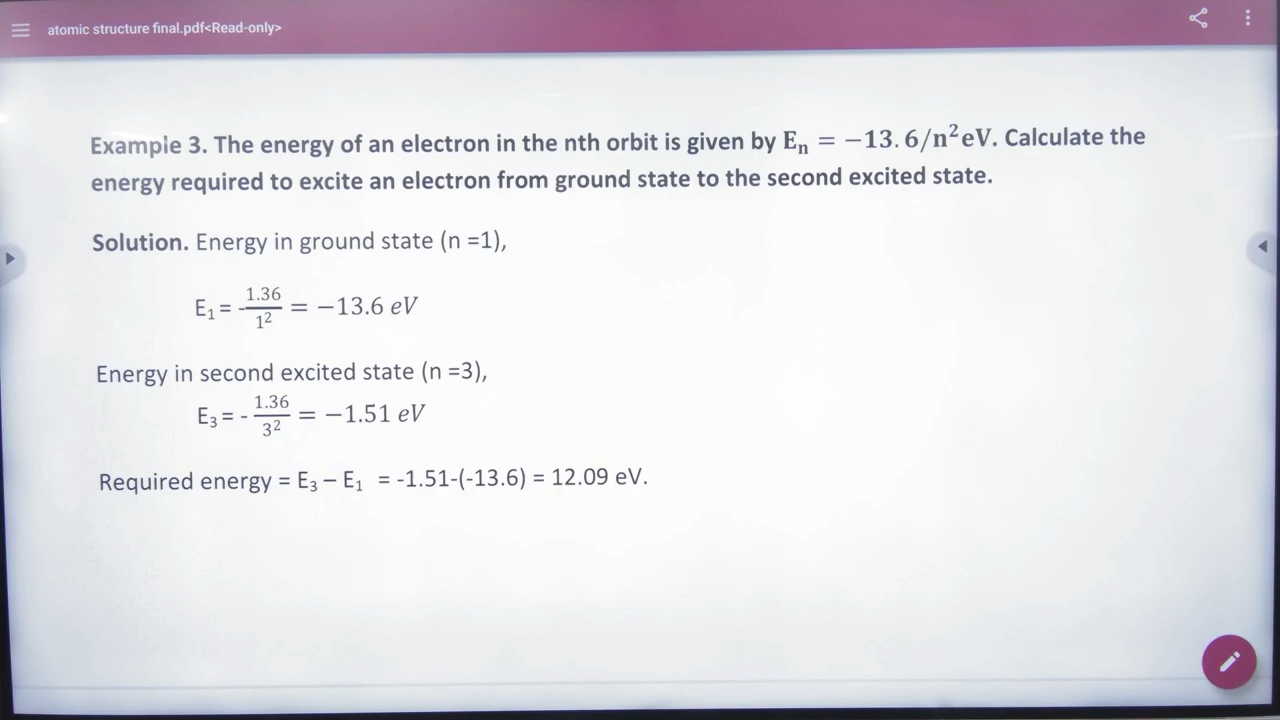 atomic structure final.pdf<Read-only>
Example 3. The energy of an electron in the nth orbit is given by Eₙ = −13.6/n²eV. Calculate the
energy required to excite an electron from ground state to the second excited state.
Solution. Energy in ground state (n =1),
E₁ = -1.36/1² = −13.6 eV
Energy in second excited state (n =3),
E₃ = - 1.36/3² = −1.51 eV
Required energy = E₃ – E₁ = -1.51-(-13.6) = 12.09 eV.